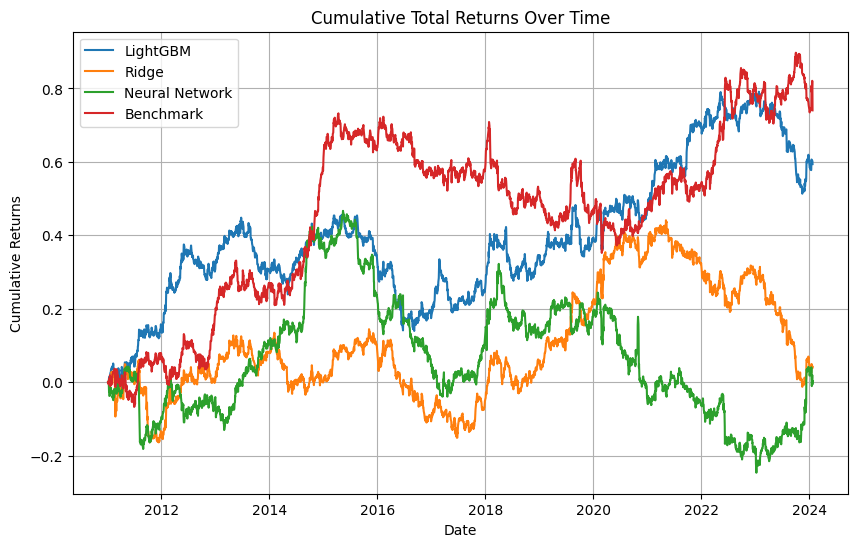 Cumulative Total Returns Over Time
LightGBM
Ridge
Neural Network
Benchmark
Cumulative Returns
0.8
0.6
0.4
0.2
0.0
−0.2
2012
2014
2016
2018
2020
2022
2024
Date